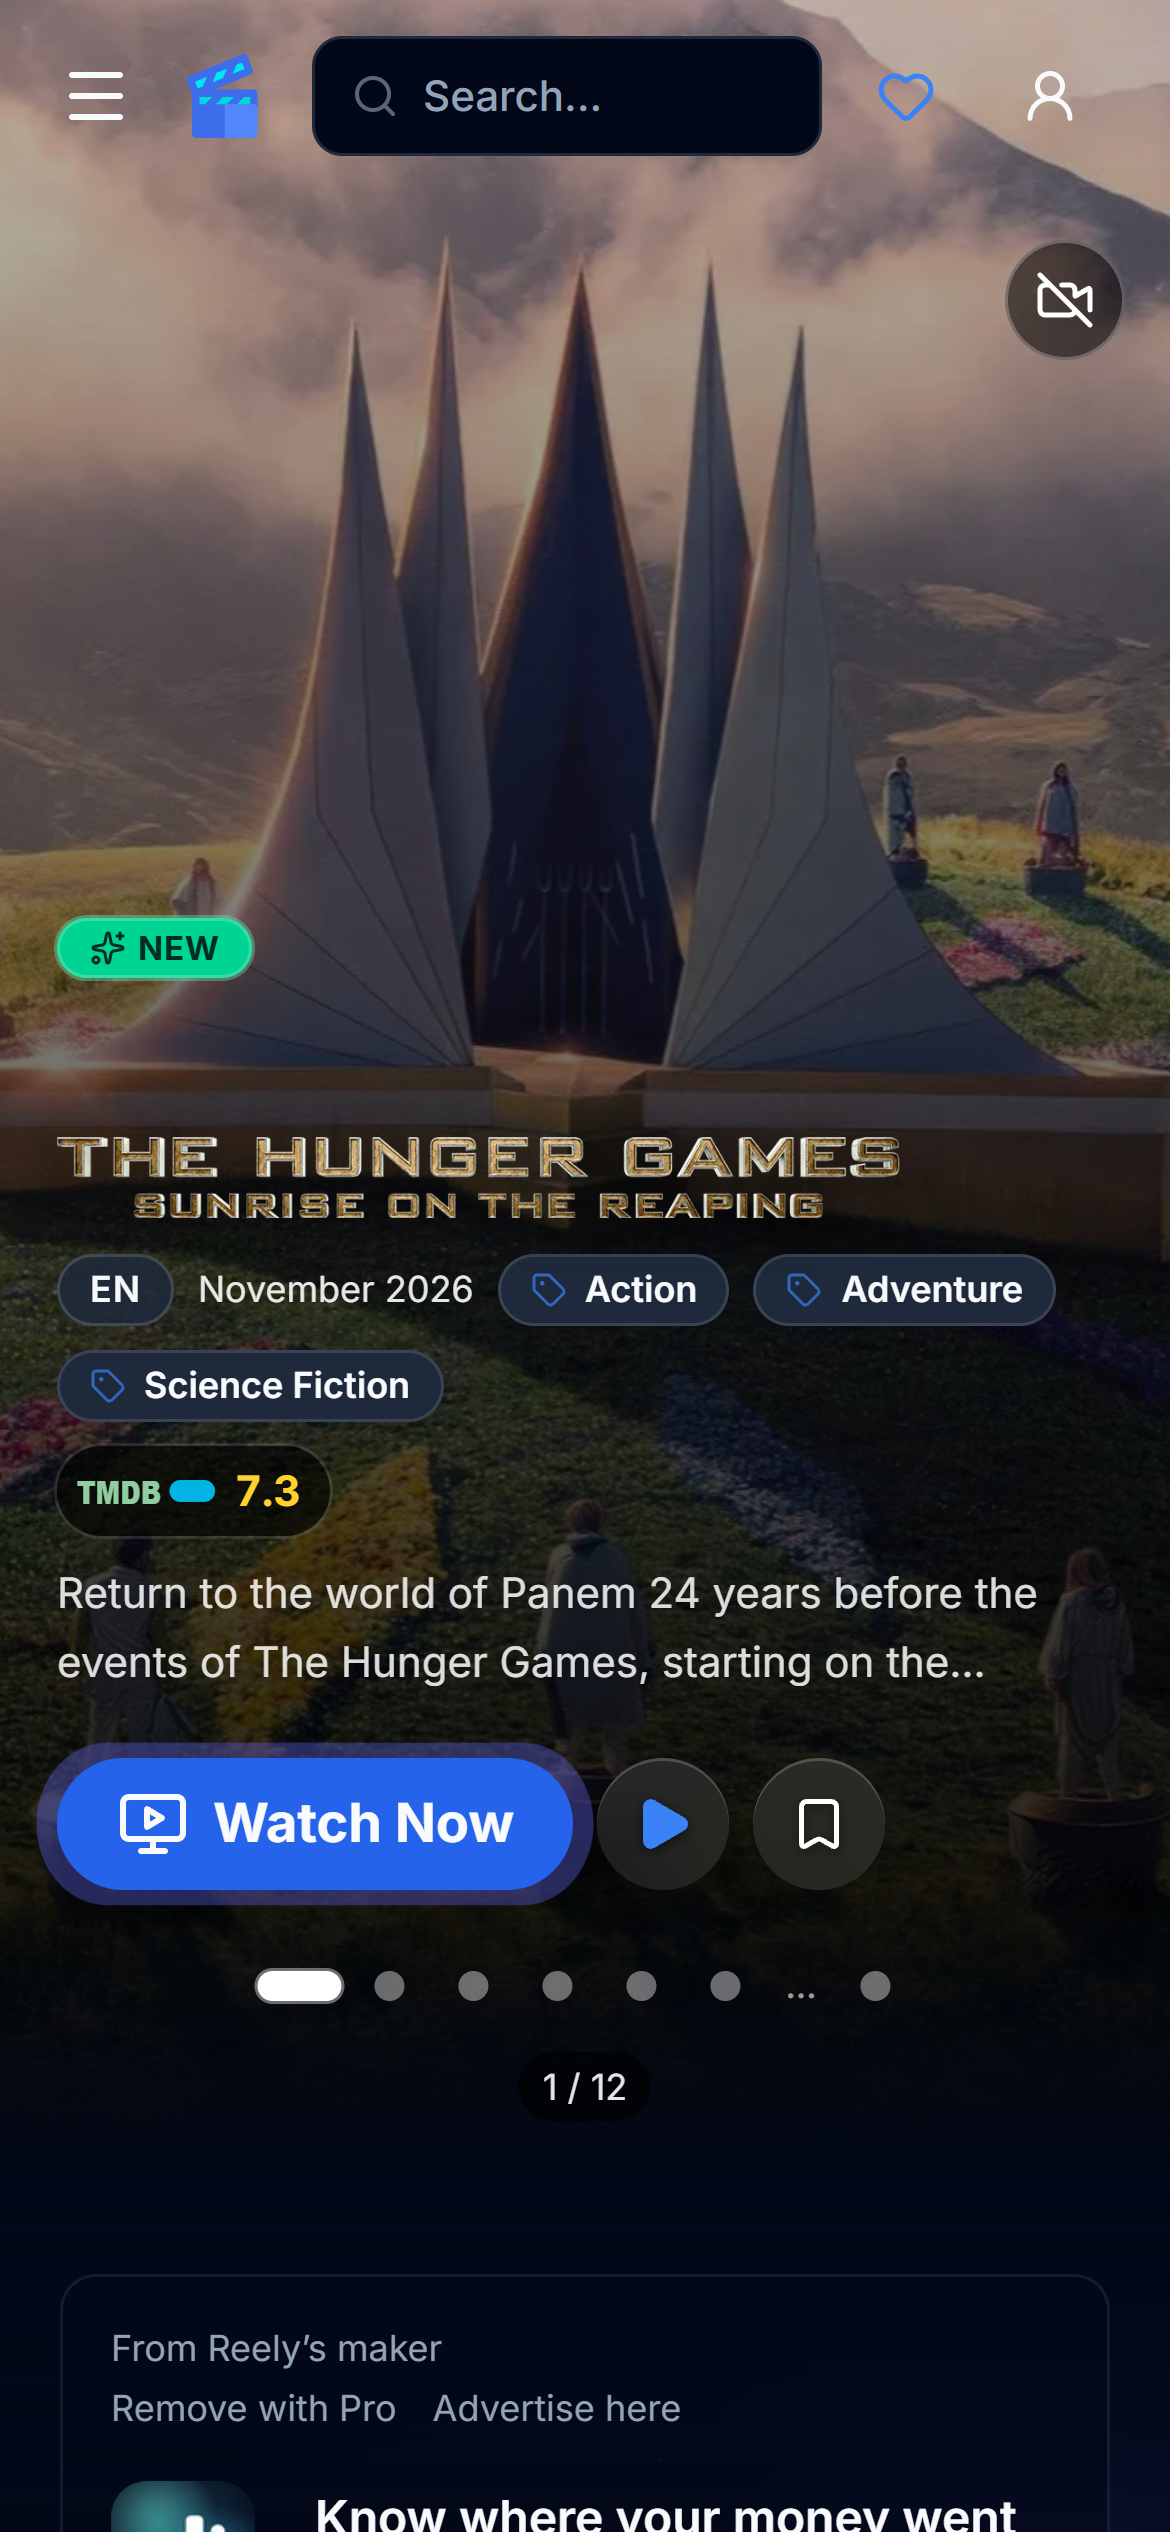 Search...
NEW
THE HUNGER GAMES
SUNRISE ON THE REAPING
EN November 2026 Action Adventure
Science Fiction
TMDB 7.3
Return to the world of Panem 24 years before the
events of The Hunger Games, starting on the...
Watch Now
...
1 / 12
From Reely’s maker
Remove with Pro Advertise here
Know where your money went